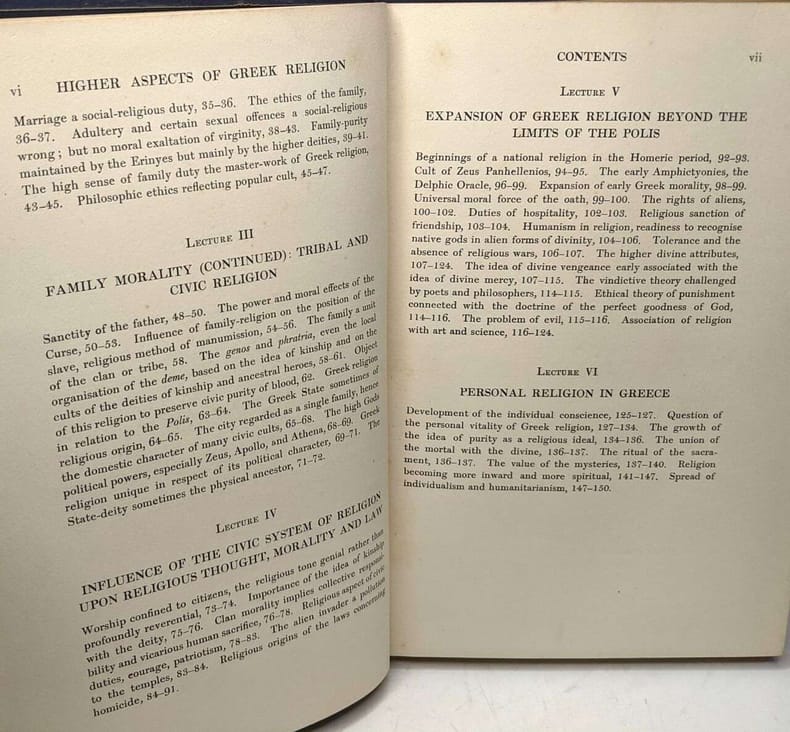 vi HIGHER ASPECTS OF GREEK RELIGION
Marriage a social-religious duty, 35–36. The ethics of the family,
36–37. Adultery and certain sexual offences a social-religious
wrong; but no moral exaltation of virginity, 38–43. Family-purity
maintained by the Erinyes but mainly by the higher deities, 39–41.
The high sense of family duty the master-work of Greek religion,
43–45. Philosophic ethics reflecting popular cult, 45–47.
LECTURE III
FAMILY MORALITY (CONTINUED): TRIBAL AND
CIVIC RELIGION
Sanctity of the father, 48–50. The power and moral effects of the
Curse, 50–53. Influence of family-religion on the position of the
slave, religious method of manumission, 54–56. The family a unit
of the clan or tribe, 58. The genos and phratria, even the local
organisation of the deme, based on the idea of kinship and on the
cults of the deities of kinship and ancestral heroes, 58–61. Object
of this religion to preserve civic purity of blood, 62. Greek religion
in relation to the Polis, 63–64. The Greek State sometimes of
religious origin, 64–65. The city regarded as a single family, hence
the domestic character of many civic cults, 65–68. The high Gods
political powers, especially Zeus, Apollo, and Athena, 68–69. Greek
religion unique in respect of its political character, 69–71. The
State-deity sometimes the physical ancestor, 71–72.
LECTURE IV
INFLUENCE OF THE CIVIC SYSTEM OF RELIGION
UPON RELIGIOUS THOUGHT, MORALITY AND LAW
Worship confined to citizens, the religious tone genial rather than
profoundly reverential, 73–74. Importance of the idea of kinship
with the deity, 75–76. Clan morality implies collective responsi-
bility and vicarious human sacrifice, 76–78. Religious aspect of civic
duties, courage, patriotism, 78–83. The alien invader a pollution
to the temples, 83–84. Religious origins of the laws concerning
homicide, 84–91.
CONTENTS vii
LECTURE V
EXPANSION OF GREEK RELIGION BEYOND THE
LIMITS OF THE POLIS
Beginnings of a national religion in the Homeric period, 92–93.
Cult of Zeus Panhellenios, 94–95. The early Amphictyonies, the
Delphic Oracle, 96–99. Expansion of early Greek morality, 98–99.
Universal moral force of the oath, 99–100. The rights of aliens,
100–102. Duties of hospitality, 102–103. Religious sanction of
friendship, 103–104. Humanism in religion, readiness to recognise
native gods in alien forms of divinity, 104–106. Tolerance and the
absence of religious wars, 106–107. The higher divine attributes,
107–124. The idea of divine vengeance early associated with the
idea of divine mercy, 107–115. The vindictive theory challenged
by poets and philosophers, 114–115. Ethical theory of punishment
connected with the doctrine of the perfect goodness of God,
114–116. The problem of evil, 115–116. Association of religion
with art and science, 116–124.
LECTURE VI
PERSONAL RELIGION IN GREECE
Development of the individual conscience, 125–127. Question of
the personal vitality of Greek religion, 127–134. The growth of
the idea of purity as a religious ideal, 134–136. The union of
the mortal with the divine, 136–137. The ritual of the sacra-
ment, 136–137. The value of the mysteries, 137–140. Religion
becoming more inward and more spiritual, 141–147. Spread of
individualism and humanitarianism, 147–150.